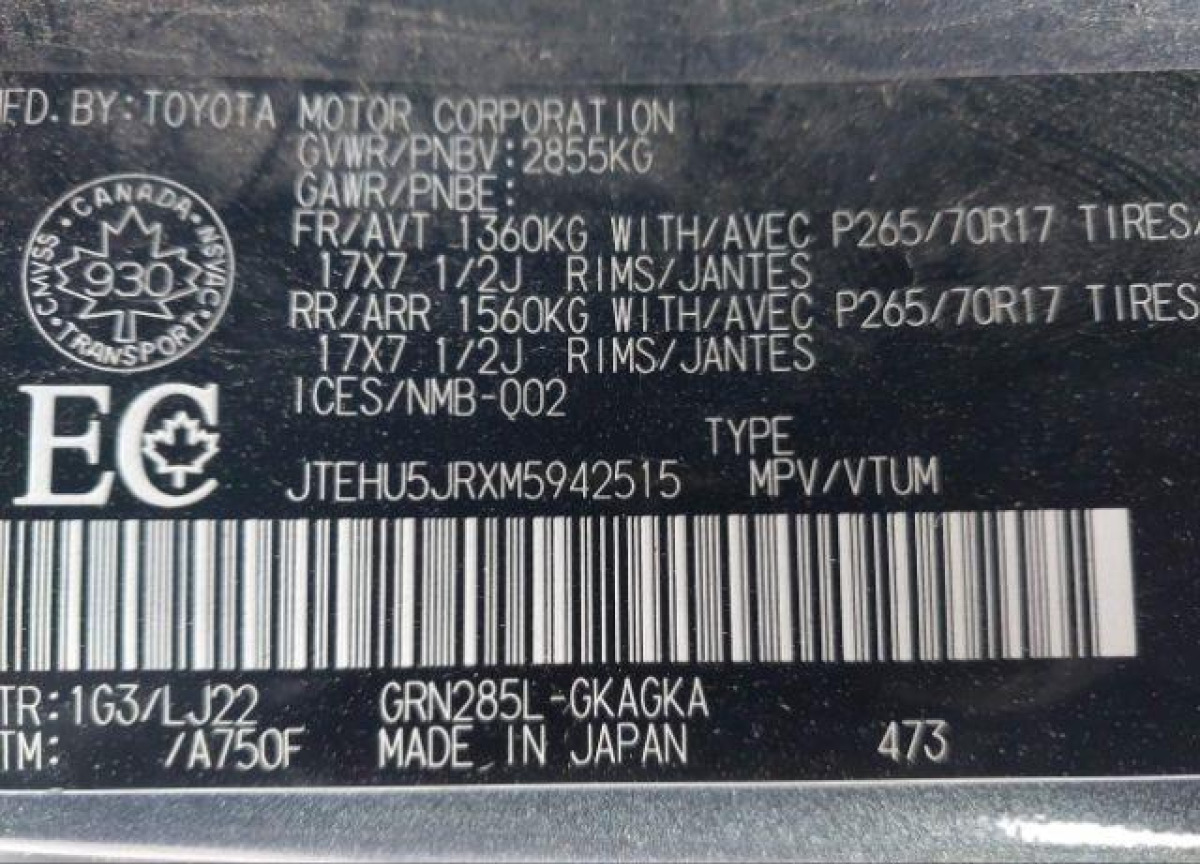 MFD. BY:TOYOTA MOTOR CORPORATION
GVWR/PNBV:2855KG
GAWR/PNBE:
FR/AVT 1360KG WITH/AVEC P265/70R17 TIRES/
17X7 1/2J RIMS/JANTES
RR/ARR 1560KG WITH/AVEC P265/70R17 TIRES
17X7 1/2J RIMS/JANTES
ICES/NMB-002
CANADA · NSVAC · TRANSPORT · CMVSS ·
930
EC
TYPE
JTEHU5JRXM5942515 MPV/VTUM
TR:1G3/LJ22 GRN285L-GKAGKA
TM: /A750F MADE IN JAPAN 473